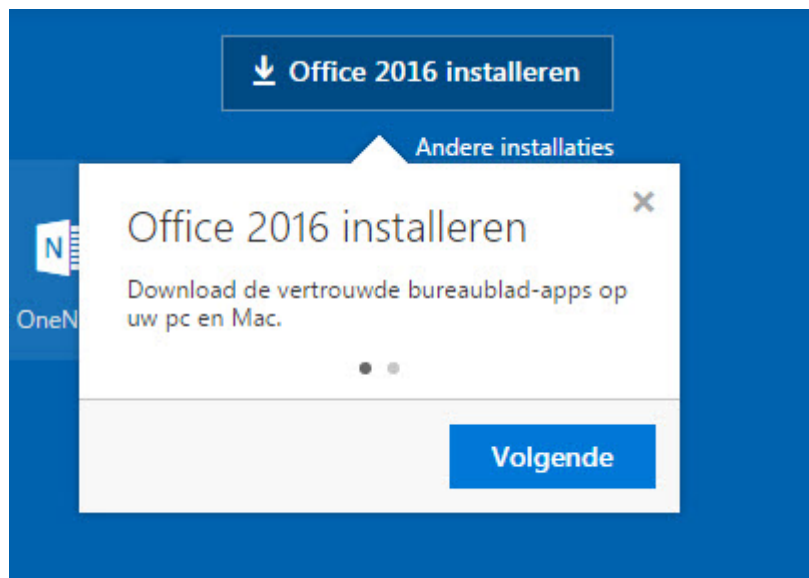 Office 2016 installeren
Andere installaties
Office 2016 installeren
Download de vertrouwde bureaublad-apps op
uw pc en Mac.
N
OneN
Volgende